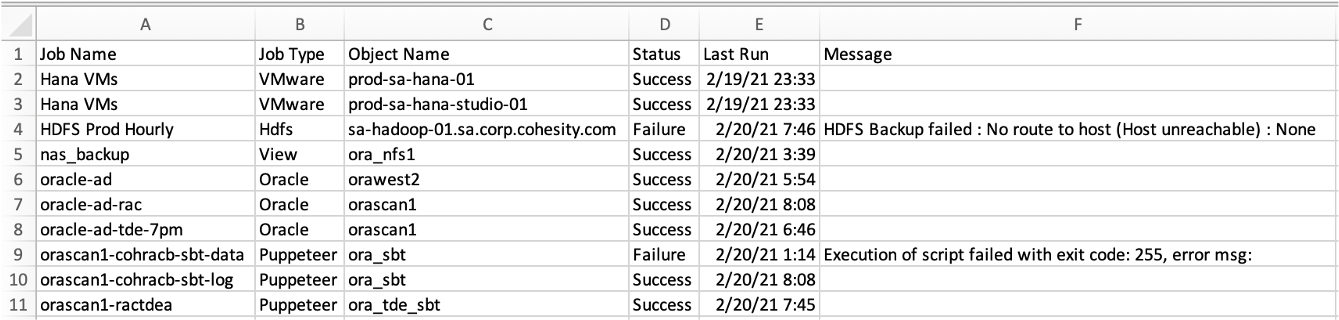 A B C D E F
1 Job Name Job Type Object Name Status Last Run Message
2 Hana VMs VMware prod-sa-hana-01 Success 2/19/21 23:33
3 Hana VMs VMware prod-sa-hana-studio-01 Success 2/19/21 23:33
4 HDFS Prod Hourly Hdfs sa-hadoop-01.sa.corp.cohesity.com Failure 2/20/21 7:46 HDFS Backup failed : No route to host (Host unreachable) : None
5 nas_backup View ora_nfs1 Success 2/20/21 3:39
6 oracle-ad Oracle orawest2 Success 2/20/21 5:54
7 oracle-ad-rac Oracle orascan1 Success 2/20/21 8:08
8 oracle-ad-tde-7pm Oracle orascan1 Success 2/20/21 6:46
9 orascan1-cohracb-sbt-data Puppeteer ora_sbt Failure 2/20/21 1:14 Execution of script failed with exit code: 255, error msg:
10 orascan1-cohracb-sbt-log Puppeteer ora_sbt Success 2/20/21 8:08
11 orascan1-ractdea Puppeteer ora_tde_sbt Success 2/20/21 7:45